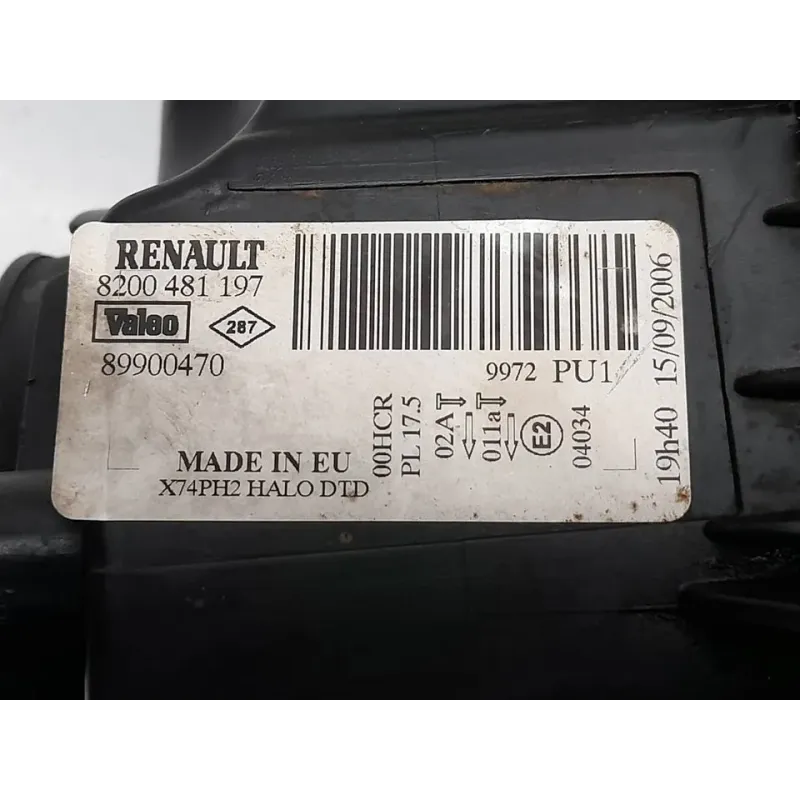 RENAULT
8200 481 197
Valeo
287
89900470
9972 PU1
MADE IN EU
X74PH2 HALO DTD
00HCR
PL 17.5
02A
011a
E2
04034
19h40 15/09/2006